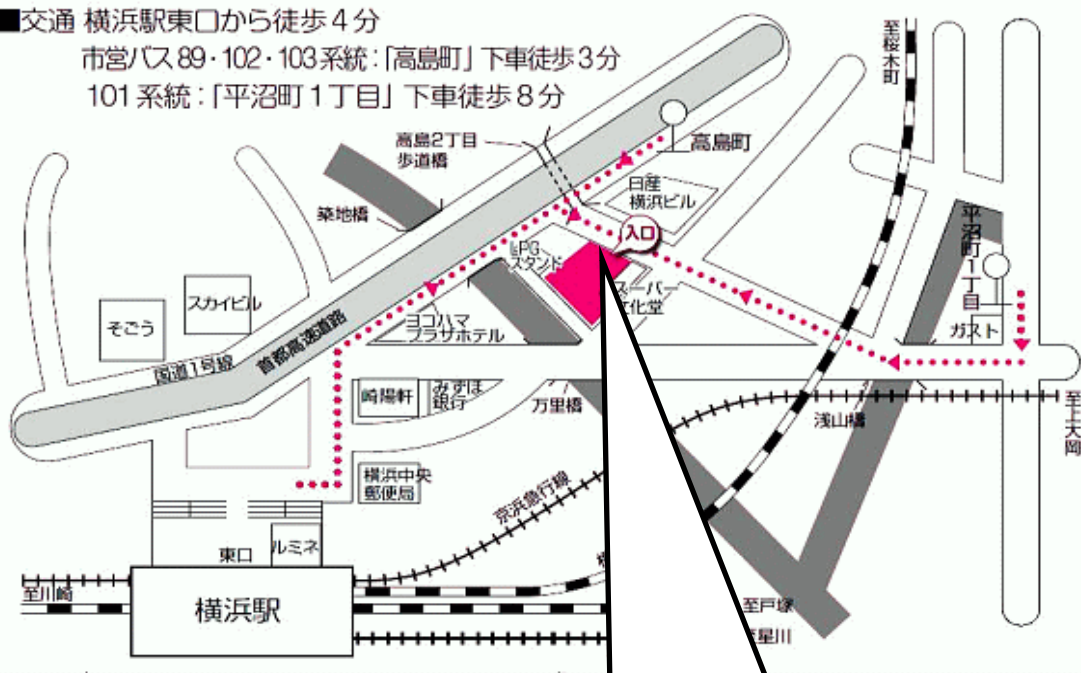 ■交通 横浜駅東口から徒歩4分
市営バス89・102・103系統：「高島町」下車徒歩3分
101系統：「平沼町1丁目」下車徒歩8分
至桜木町
高島2丁目
歩道橋
高島町
日産
横浜ビル
築地橋
入口
平沼町1丁目
LPG
スタンド
スーパー
文化堂
スカイビル
そごう
ヨコハマ
プラザホテル
ガスト
国道1号線
首都高速道路
崎陽軒
みずほ
銀行
万里橋
浅山橋
至上大岡
横浜中央
郵便局
京浜急行線
東口
ルミネ
至川崎
横浜駅
至戸塚
星川